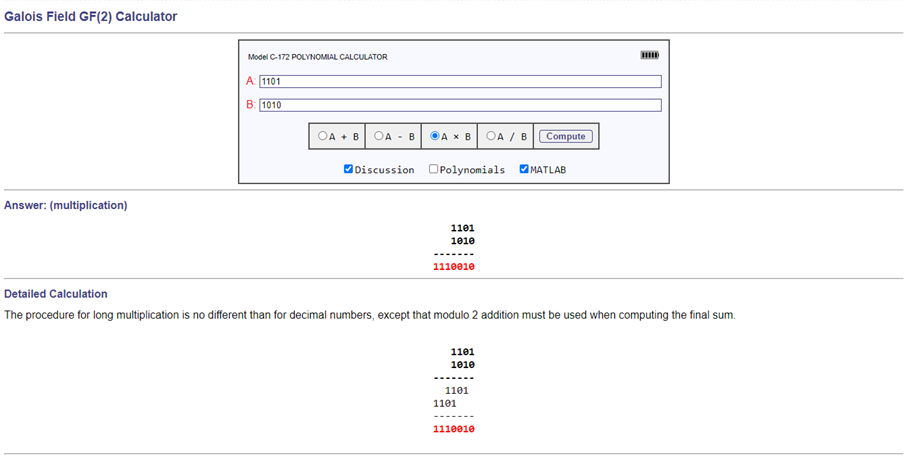 Galois Field GF(2) Calculator
Model C-172 POLYNOMIAL CALCULATOR
A: 1101
B: 1010
A + B A - B A × B A / B Compute
Discussion Polynomials MATLAB
Answer: (multiplication)
1101
1010
-------
1110010
Detailed Calculation
The procedure for long multiplication is no different than for decimal numbers, except that modulo 2 addition must be used when computing the final sum.
1101
1010
-------
1101
1101
-------
1110010